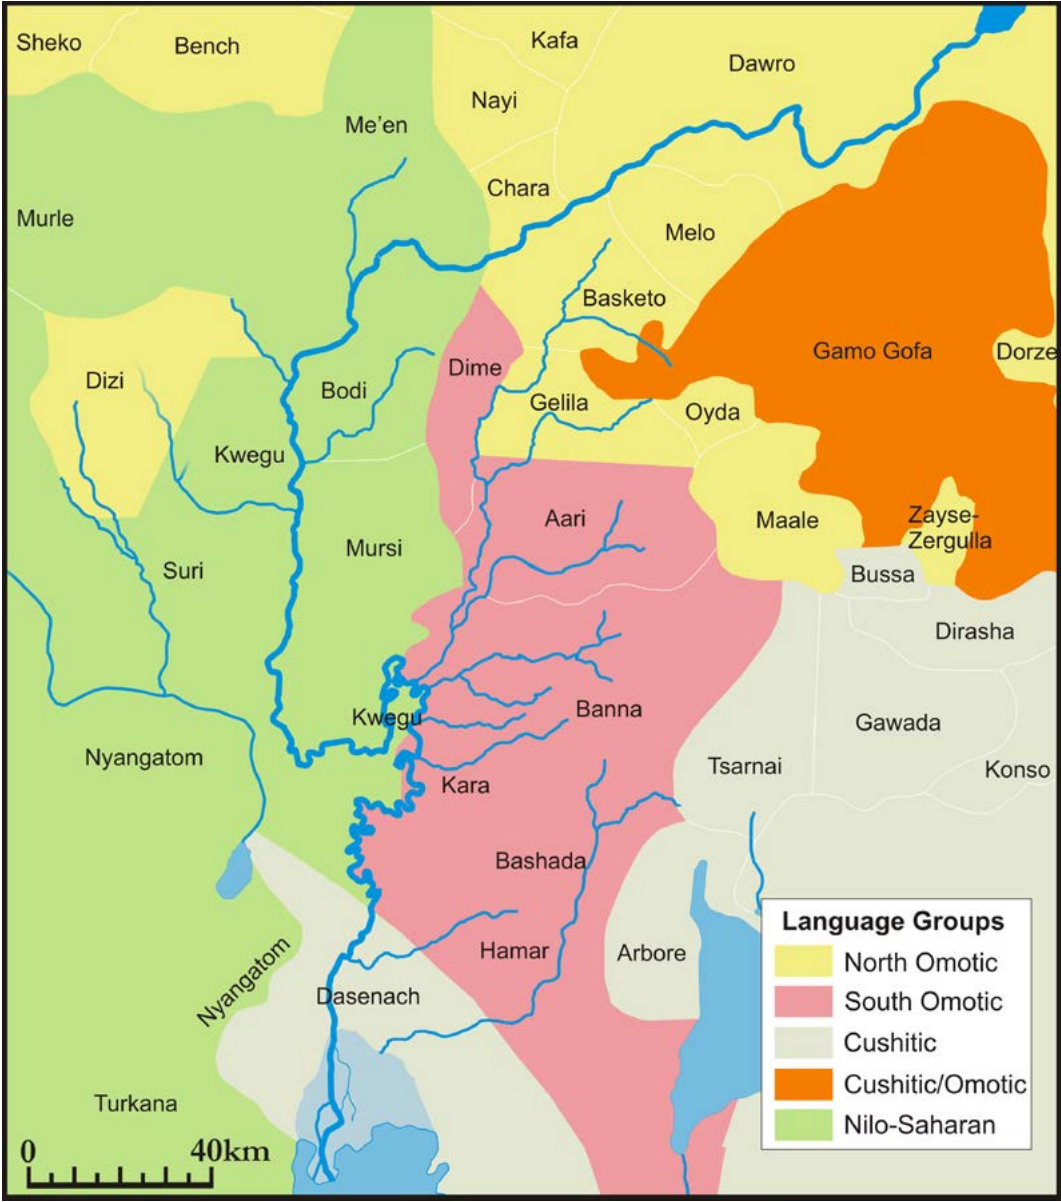 Sheko
Bench
Kafa
Dawro
Nayi
Me'en
Chara
Murle
Melo
Basketo
Gamo Gofa
Dorze
Dime
Dizi
Bodi
Gelila
Oyda
Kwegu
Aari
Maale
Zayse-
Zergulla
Mursi
Suri
Bussa
Dirasha
Kwegu
Banna
Gawada
Nyangatom
Tsarnai
Konso
Kara
Bashada
Hamar
Arbore
Nyangatom
Dasenach
Turkana
0 40km
Language Groups
North Omotic
South Omotic
Cushitic
Cushitic/Omotic
Nilo-Saharan